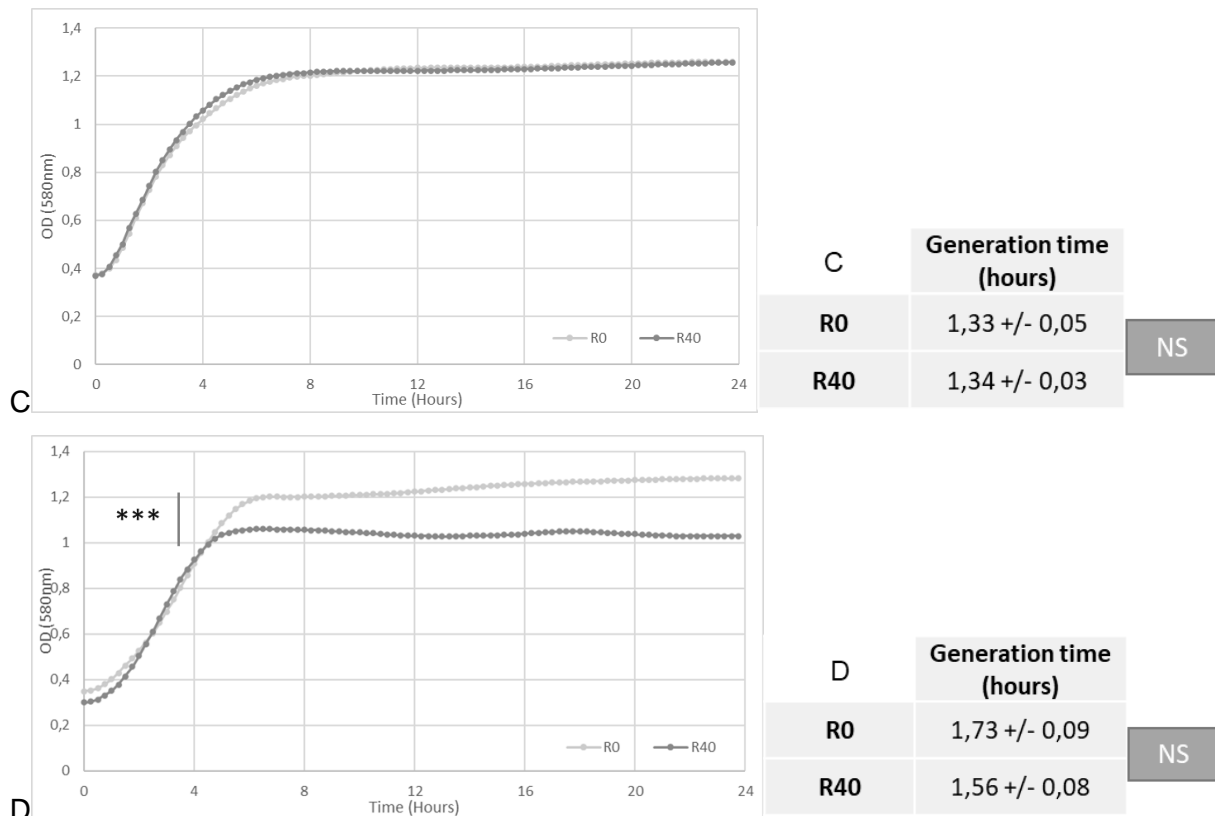 1,4
1,2
1
0,8
0,6
0,4
0,2
0
OD (580nm)
0 4 8 12 16 20 24
Time (Hours)
R0 R40
C
C Generation time (hours)
R0 1,33 +/- 0,05
R40 1,34 +/- 0,03
NS
1,4
1,2
1
0,8
0,6
0,4
0,2
0
OD (580nm)
***
0 4 8 12 16 20 24
Time (Hours)
R0 R40
D
D Generation time (hours)
R0 1,73 +/- 0,09
R40 1,56 +/- 0,08
NS